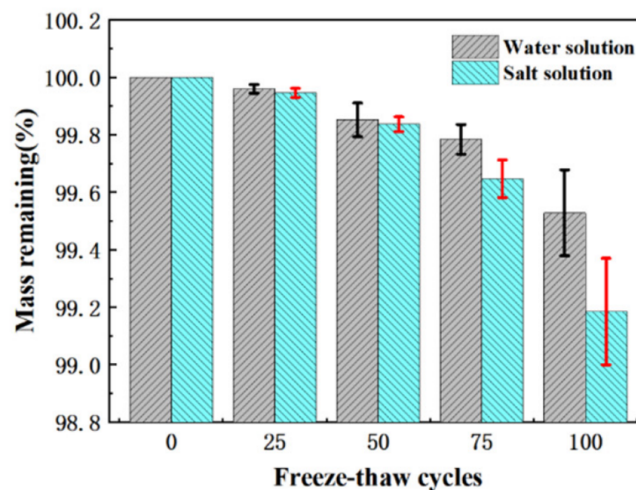 100.2
100.0
99.8
99.6
99.4
99.2
99.0
98.8
Mass remaining(%)
Water solution
Salt solution
0 25 50 75 100
Freeze-thaw cycles